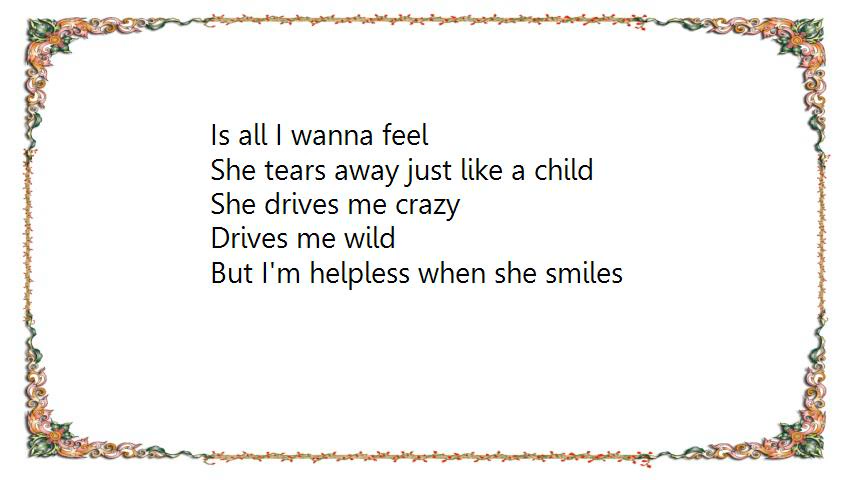 Is all I wanna feel
She tears away just like a child
She drives me crazy
Drives me wild
But I'm helpless when she smiles